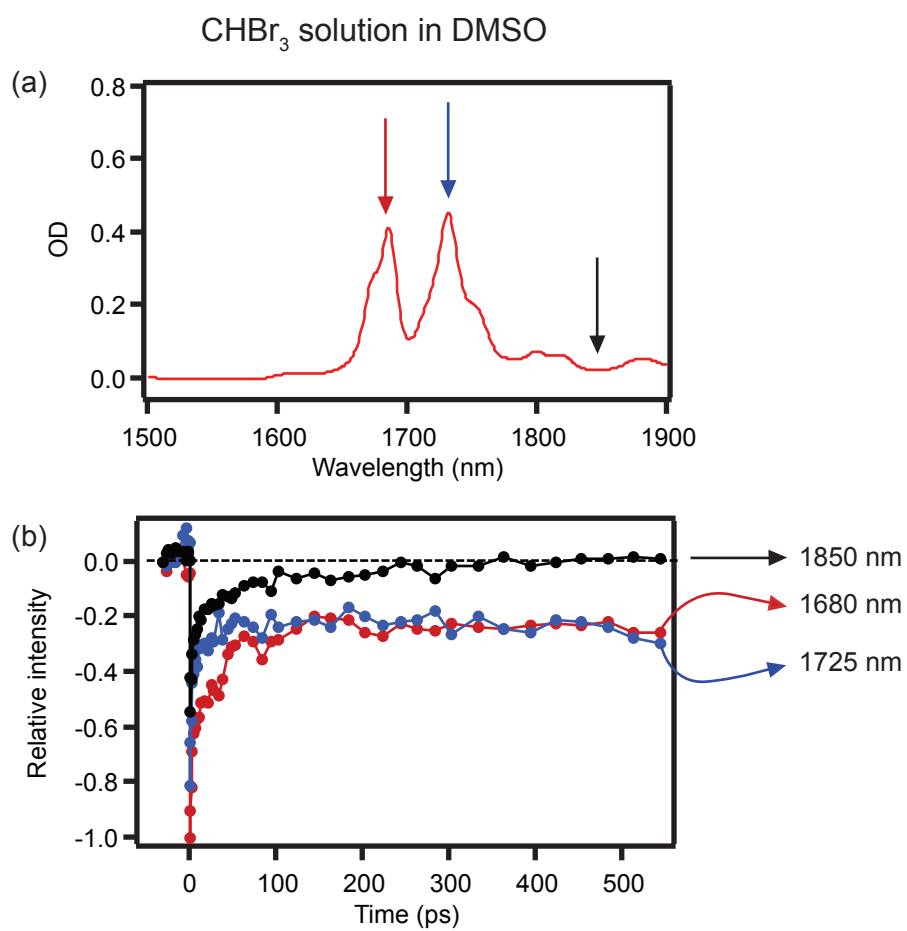 CHBr₃ solution in DMSO
(a)
0.8
0.6
0.4
0.2
0.0
OD
1500 1600 1700 1800 1900
Wavelength (nm)
(b)
0.0
-0.2
-0.4
-0.6
-0.8
-1.0
Relative intensity
1850 nm
1680 nm
1725 nm
0 100 200 300 400 500
Time (ps)